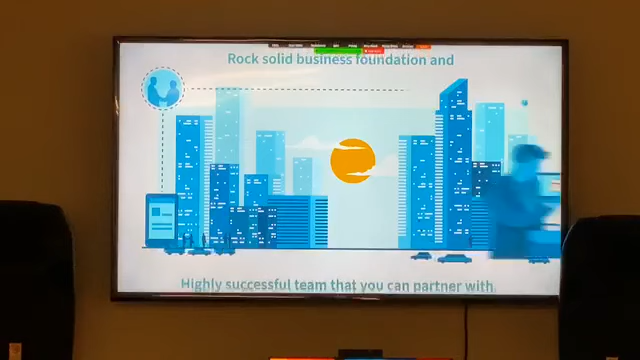 Rock solid business foundation and
Highly successful team that you can partner with